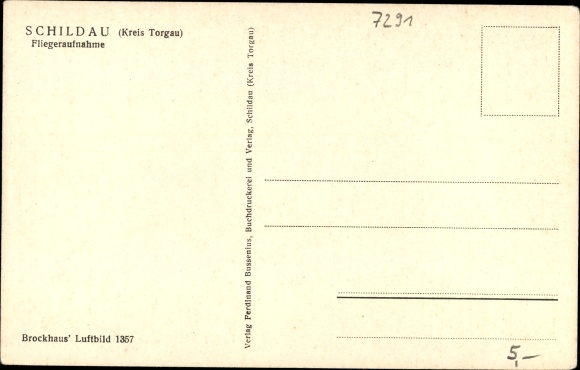 7291
SCHILDAU (Kreis Torgau)
Fliegeraufnahme
Verlag Ferdinand Bussenius, Buchdruckerei und Verlag, Schildau (Kreis Torgau)
Brockhaus' Luftbild 1357
5,—